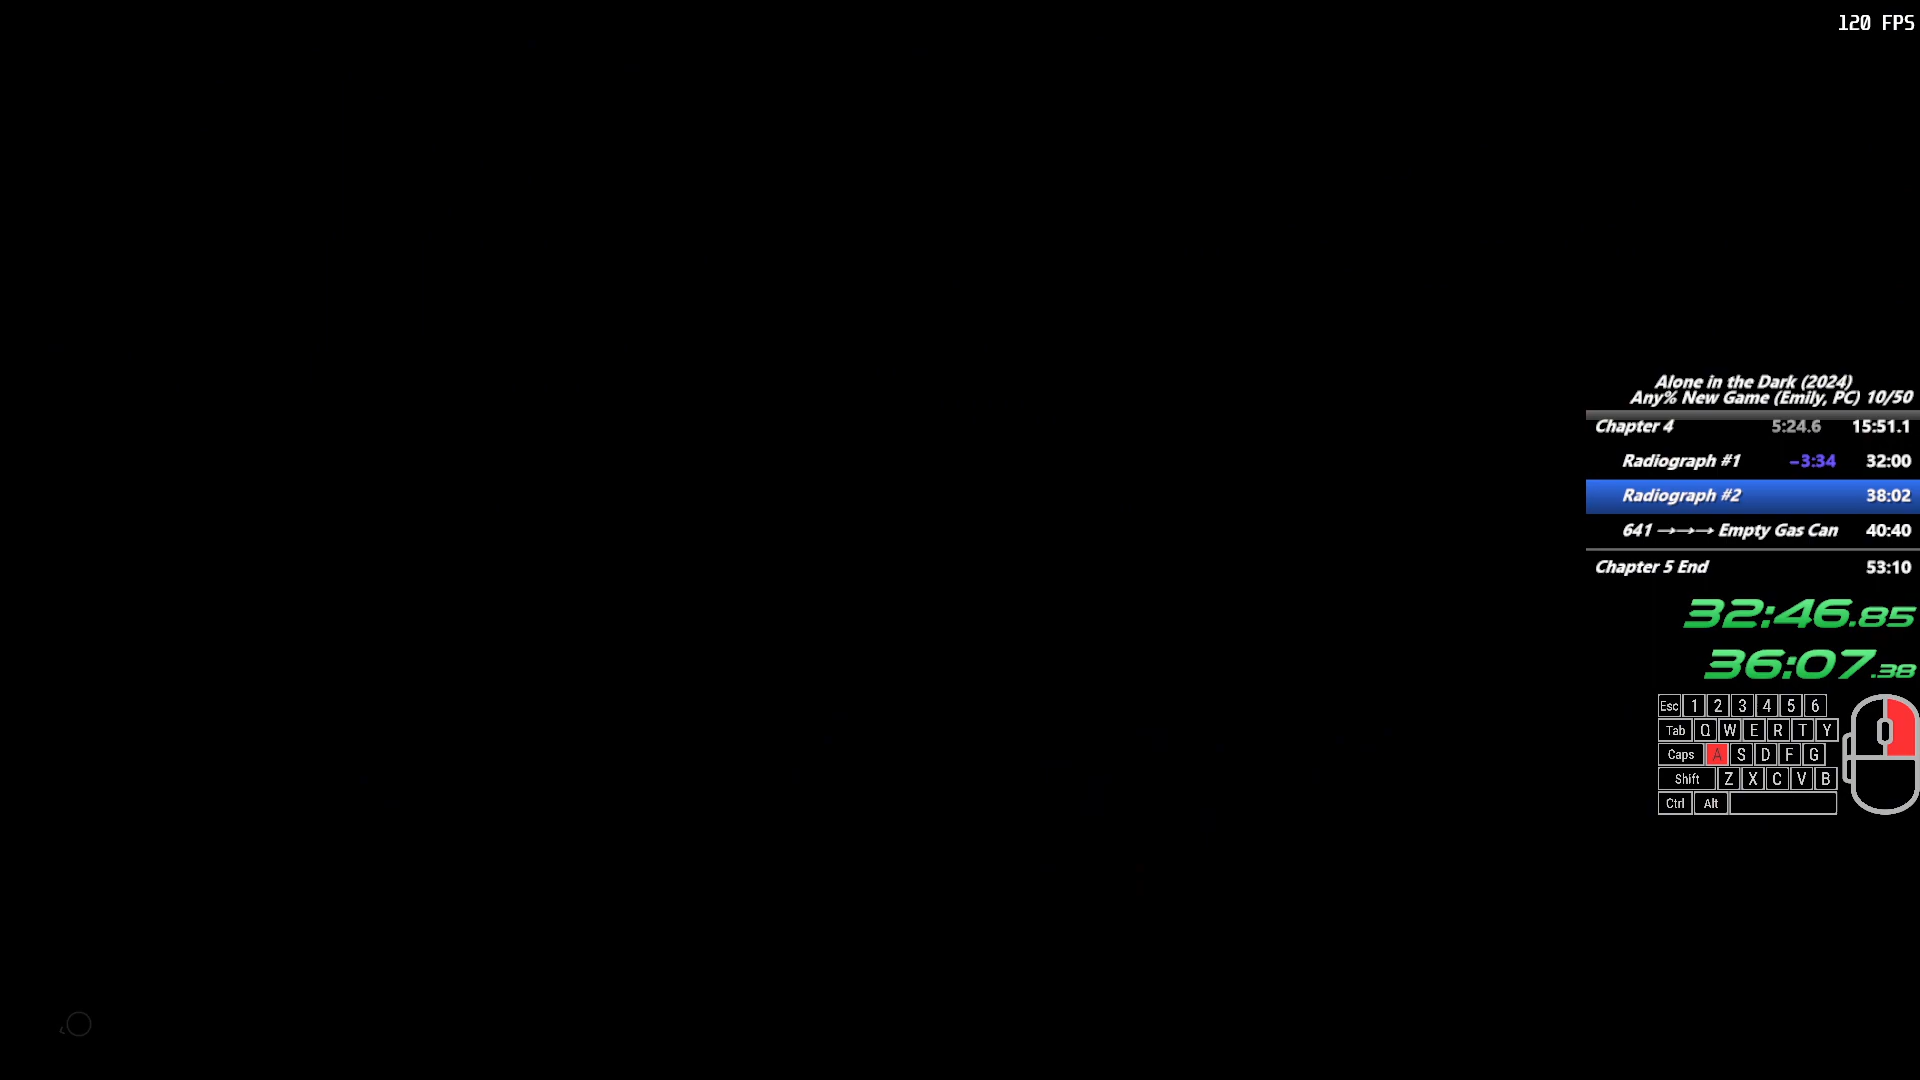 120 FPS
Alone in the Dark (2024)
Any% New Game (Emily, PC) 10/50
Chapter 4 5:24.6 15:51.1
Radiograph #1 −3:34 32:00
Radiograph #2 38:02
641 →→→ Empty Gas Can 40:40
Chapter 5 End 53:10
32:46.85
36:07.38
Esc 1 2 3 4 5 6
Tab Q W E R T Y
Caps A S D F G
Shift Z X C V B
Ctrl Alt